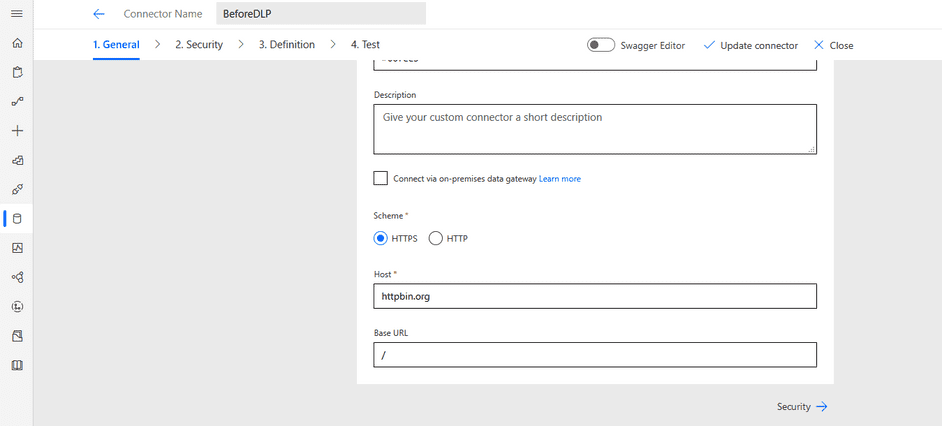 Connector Name BeforeDLP
1. General 2. Security 3. Definition 4. Test Swagger Editor Update connector Close
Description
Give your custom connector a short description
Connect via on-premises data gateway Learn more
Scheme *
HTTPS HTTP
Host *
httpbin.org
Base URL
/
Security